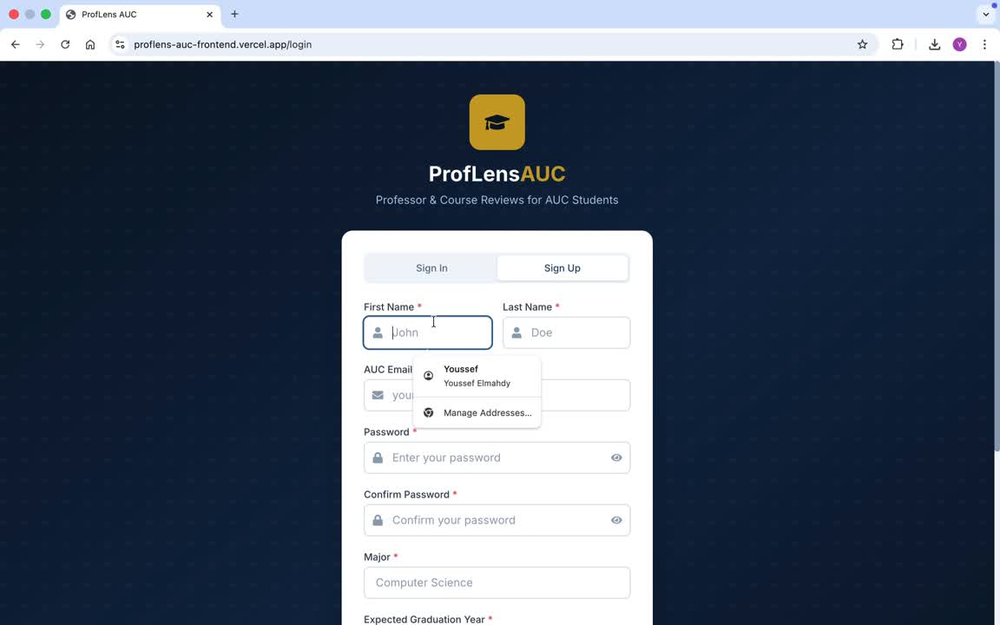 ProfLens AUC
proflens-auc-frontend.vercel.app/login
Y
ProfLensAUC
Professor & Course Reviews for AUC Students
Sign In Sign Up
First Name * Last Name *
John Doe
AUC Email
Youssef
Youssef Elmahdy
Manage Addresses...
Password *
Enter your password
Confirm Password *
Confirm your password
Major *
Computer Science
Expected Graduation Year *